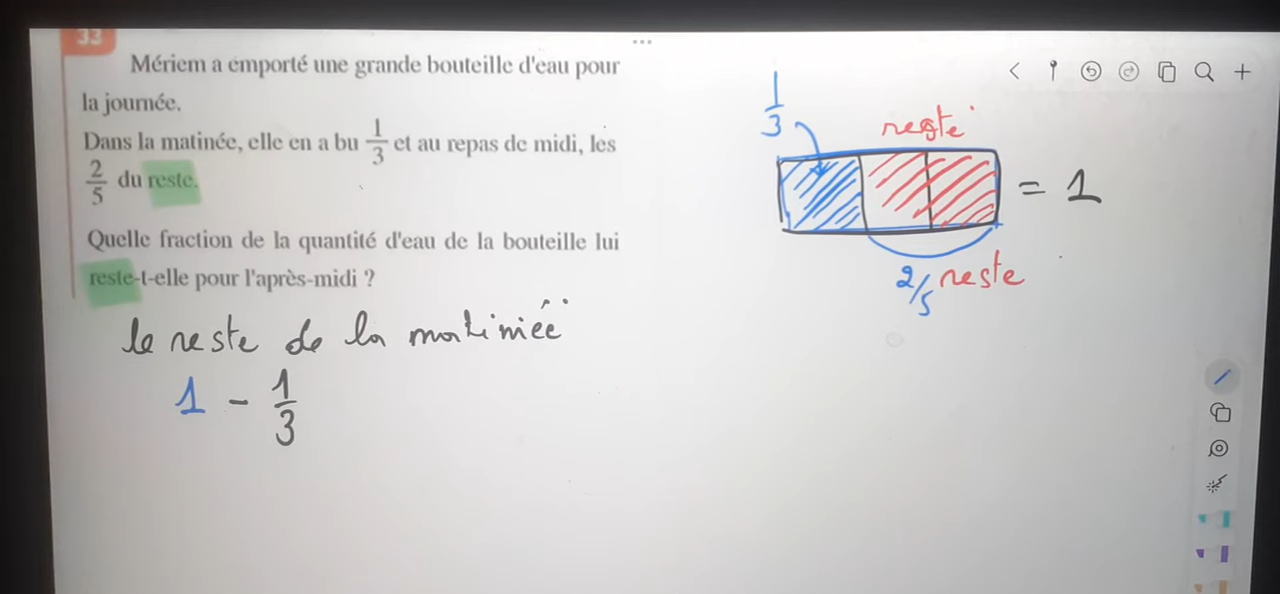 33
Mériem a emporté une grande bouteille d'eau pour
la journée.
Dans la matinée, elle en a bu 1/3 et au repas de midi, les
2/5 du reste.
Quelle fraction de la quantité d'eau de la bouteille lui
reste-t-elle pour l'après-midi ?
le reste de la matiniée
1 - 1/3
1/3
reste
= 1
2/5 reste